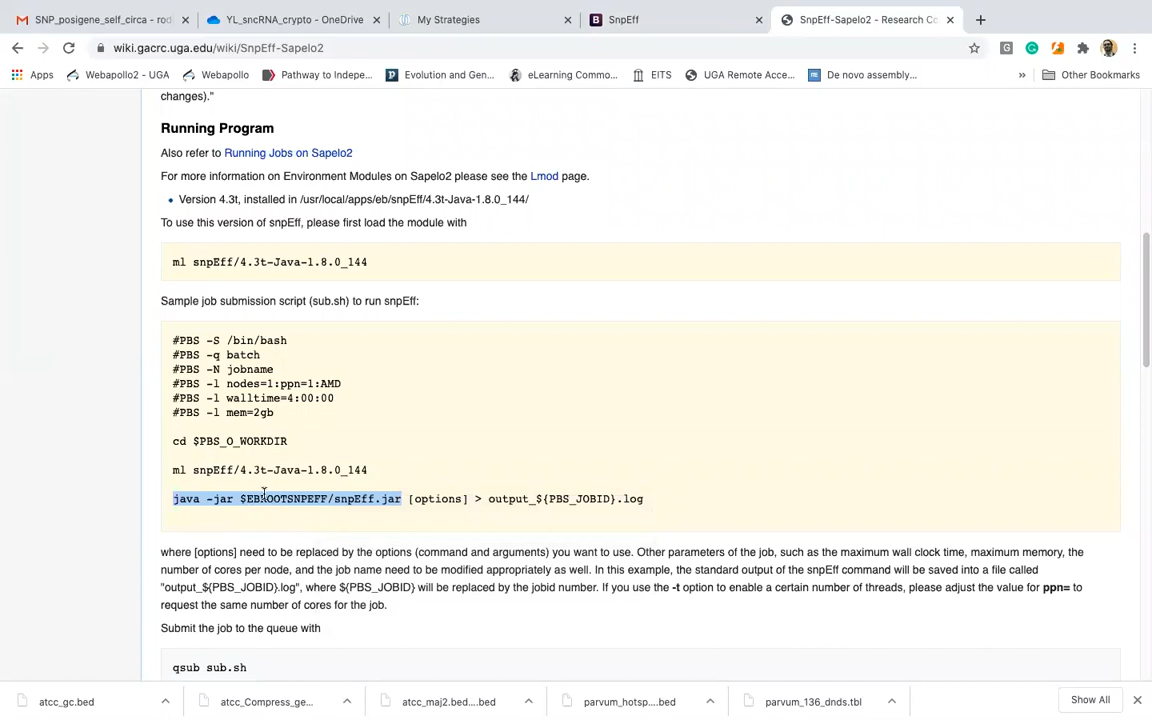 SNP_posigene_self_circa - rod
YL_sncRNA_crypto - OneDrive
My Strategies
SnpEff
SnpEff-Sapelo2 - Research Co
wiki.gacrc.uga.edu/wiki/SnpEff-Sapelo2
Apps
Webapollo2 - UGA
Webapollo
Pathway to Indepe...
Evolution and Gen...
eLearning Commo...
EITS
UGA Remote Acce...
De novo assembly...
»
Other Bookmarks
changes)."
Running Program
Also refer to Running Jobs on Sapelo2
For more information on Environment Modules on Sapelo2 please see the Lmod page.
• Version 4.3t, installed in /usr/local/apps/eb/snpEff/4.3t-Java-1.8.0_144/
To use this version of snpEff, please first load the module with
ml snpEff/4.3t-Java-1.8.0_144
Sample job submission script (sub.sh) to run snpEff:
#PBS -S /bin/bash
#PBS -q batch
#PBS -N jobname
#PBS -l nodes=1:ppn=1:AMD
#PBS -l walltime=4:00:00
#PBS -l mem=2gb
cd $PBS_O_WORKDIR
ml snpEff/4.3t-Java-1.8.0_144
java -jar $EBROOTSNPEFF/snpEff.jar [options] > output_${PBS_JOBID}.log
where [options] need to be replaced by the options (command and arguments) you want to use. Other parameters of the job, such as the maximum wall clock time, maximum memory, the
number of cores per node, and the job name need to be modified appropriately as well. In this example, the standard output of the snpEff command will be saved into a file called
"output_${PBS_JOBID}.log", where ${PBS_JOBID} will be replaced by the jobid number. If you use the -t option to enable a certain number of threads, please adjust the value for ppn= to
request the same number of cores for the job.
Submit the job to the queue with
qsub sub.sh
atcc_gc.bed
atcc_Compress_ge...
atcc_maj2.bed....bed
parvum_hotsp....bed
parvum_136_dnds.tbl
Show All